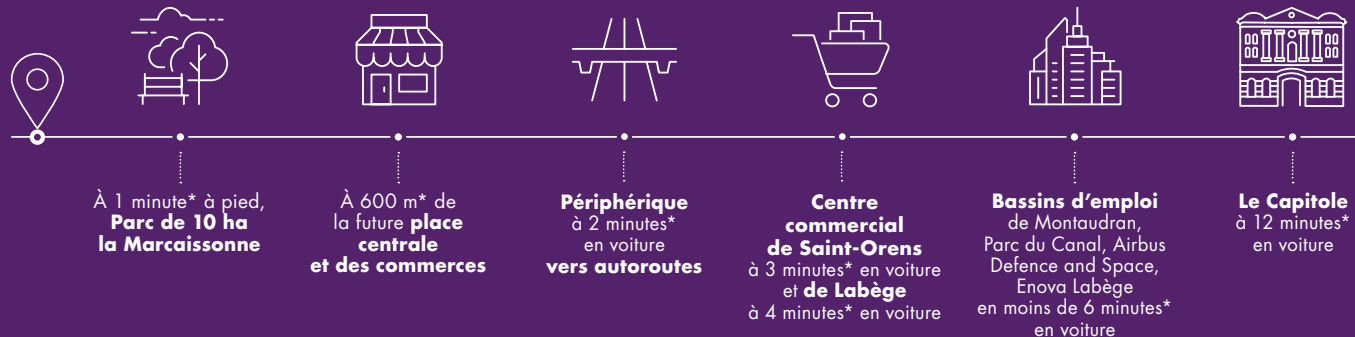 À 1 minute* à pied,
Parc de 10 ha
la Marcaissonne
À 600 m* de
la future place
centrale
et des commerces
Périphérique
à 2 minutes*
en voiture
vers autoroutes
Centre
commercial
de Saint-Orens
à 3 minutes* en voiture
et de Labège
à 4 minutes* en voiture
Bassins d'emploi
de Montaudran,
Parc du Canal, Airbus
Defence and Space,
Enova Labège
en moins de 6 minutes*
en voiture
Le Capitole
à 12 minutes*
en voiture